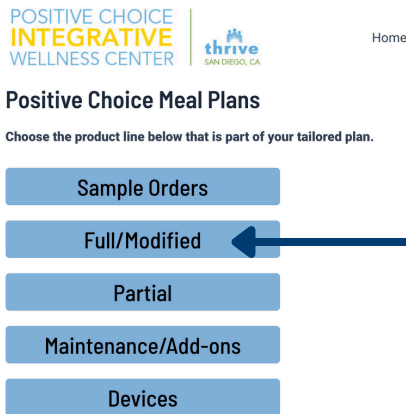 POSITIVE CHOICE
INTEGRATIVE
WELLNESS CENTER
thrive
SAN DIEGO, CA
Home
Positive Choice Meal Plans
Choose the product line below that is part of your tailored plan.
Sample Orders
Full/Modified
Partial
Maintenance/Add-ons
Devices